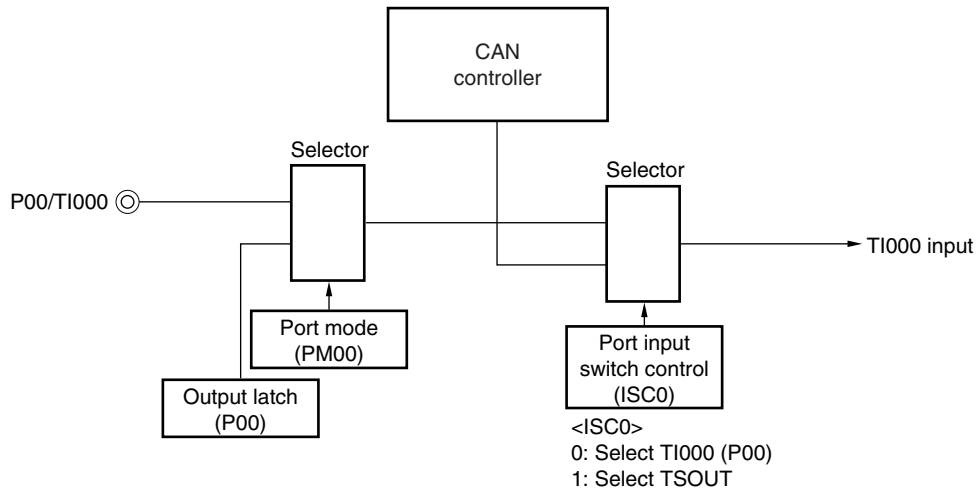 CAN
controller
Selector
Selector
P00/TI000
TI000 input
Port mode
(PM00)
Port input
switch control
(ISC0)
Output latch
(P00)
<ISC0>
0: Select TI000 (P00)
1: Select TSOUT